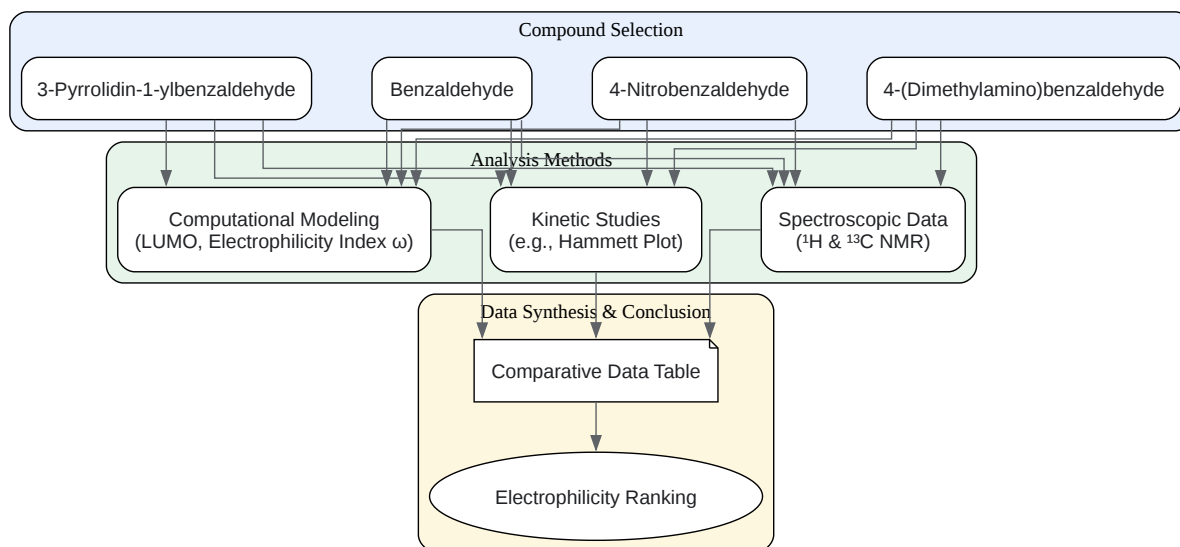 Compound Selection
3-Pyrrolidin-1-ylbenzaldehyde
Benzaldehyde
4-Nitrobenzaldehyde
4-(Dimethylamino)benzaldehyde
Analysis Methods
Computational Modeling
(LUMO, Electrophilicity Index ω)
Kinetic Studies
(e.g., Hammett Plot)
Spectroscopic Data
(¹H & ¹³C NMR)
Data Synthesis & Conclusion
Comparative Data Table
Electrophilicity Ranking